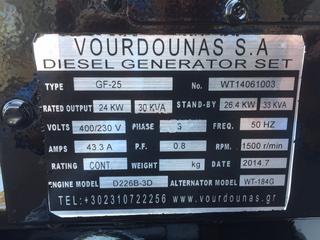 VOURDOUNAS S.A
DIESEL GENERATOR SET
TYPE GF-25 No. WT14061003
RATED OUTPUT 24 KW 30 KVA STAND-BY 26.4 KW 33 KVA
VOLTS 400/230 V PHASE 3 FREQ. 50 HZ
AMPS 43.3 A P.F. 0.8 RPM 1500 r/min
RATING CONT WEIGHT kg DATE 2014.7
ENGINE MODEL D226B-3D ALTERNATOR MODEL WT-184G
TEL:+302310722256 www.vourdounas.gr